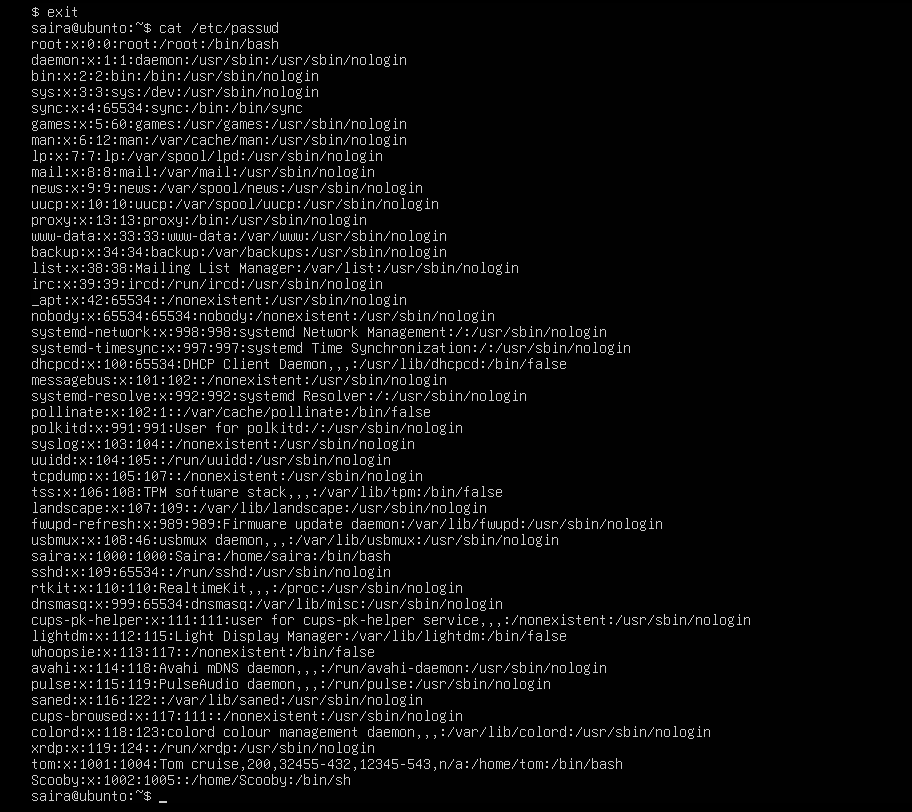 $ exit
saira@ubunto:~$ cat /etc/passwd
root:x:0:0:root:/root:/bin/bash
daemon:x:1:1:daemon:/usr/sbin:/usr/sbin/nologin
bin:x:2:2:bin:/bin:/usr/sbin/nologin
sys:x:3:3:sys:/dev:/usr/sbin/nologin
sync:x:4:65534:sync:/bin:/bin/sync
games:x:5:60:games:/usr/games:/usr/sbin/nologin
man:x:6:12:man:/var/cache/man:/usr/sbin/nologin
lp:x:7:7:lp:/var/spool/lpd:/usr/sbin/nologin
mail:x:8:8:mail:/var/mail:/usr/sbin/nologin
news:x:9:9:news:/var/spool/news:/usr/sbin/nologin
uucp:x:10:10:uucp:/var/spool/uucp:/usr/sbin/nologin
proxy:x:13:13:proxy:/bin:/usr/sbin/nologin
www-data:x:33:33:www-data:/var/www:/usr/sbin/nologin
backup:x:34:34:backup:/var/backups:/usr/sbin/nologin
list:x:38:38:Mailing List Manager:/var/list:/usr/sbin/nologin
irc:x:39:39:ircd:/run/ircd:/usr/sbin/nologin
_apt:x:42:65534::/nonexistent:/usr/sbin/nologin
nobody:x:65534:65534:nobody:/nonexistent:/usr/sbin/nologin
systemd-network:x:998:998:systemd Network Management:/:/usr/sbin/nologin
systemd-timesync:x:997:997:systemd Time Synchronization:/:/usr/sbin/nologin
dhcpcd:x:100:65534:DHCP Client Daemon,,,:/usr/lib/dhcpcd:/bin/false
messagebus:x:101:102::/nonexistent:/usr/sbin/nologin
systemd-resolve:x:992:992:systemd Resolver:/:/usr/sbin/nologin
pollinate:x:102:1::/var/cache/pollinate:/bin/false
polkitd:x:991:991:User for polkitd:/:/usr/sbin/nologin
syslog:x:103:104::/nonexistent:/usr/sbin/nologin
uuidd:x:104:105::/run/uuidd:/usr/sbin/nologin
tcpdump:x:105:107::/nonexistent:/usr/sbin/nologin
tss:x:106:108:TPM software stack,,,:/var/lib/tpm:/bin/false
landscape:x:107:109::/var/lib/landscape:/usr/sbin/nologin
fwupd-refresh:x:989:989:Firmware update daemon:/var/lib/fwupd:/usr/sbin/nologin
usbmux:x:108:46:usbmux daemon,,,:/var/lib/usbmux:/usr/sbin/nologin
saira:x:1000:1000:Saira:/home/saira:/bin/bash
sshd:x:109:65534::/run/sshd:/usr/sbin/nologin
rtkit:x:110:110:RealtimeKit,,,:/proc:/usr/sbin/nologin
dnsmasq:x:999:65534:dnsmasq:/var/lib/misc:/usr/sbin/nologin
cups-pk-helper:x:111:111:user for cups-pk-helper service,,,:/nonexistent:/usr/sbin/nologin
lightdm:x:112:115:Light Display Manager:/var/lib/lightdm:/bin/false
whoopsie:x:113:117::/nonexistent:/bin/false
avahi:x:114:118:Avahi mDNS daemon,,,:/run/avahi-daemon:/usr/sbin/nologin
pulse:x:115:119:PulseAudio daemon,,,:/run/pulse:/usr/sbin/nologin
saned:x:116:122::/var/lib/saned:/usr/sbin/nologin
cups-browsed:x:117:111::/nonexistent:/usr/sbin/nologin
colord:x:118:123:colord colour management daemon,,,:/var/lib/colord:/usr/sbin/nologin
xrdp:x:119:124::/run/xrdp:/usr/sbin/nologin
tom:x:1001:1004:Tom cruise,200,32455-432,12345-543,n/a:/home/tom:/bin/bash
Scooby:x:1002:1005::/home/Scooby:/bin/sh
saira@ubunto:~$ _